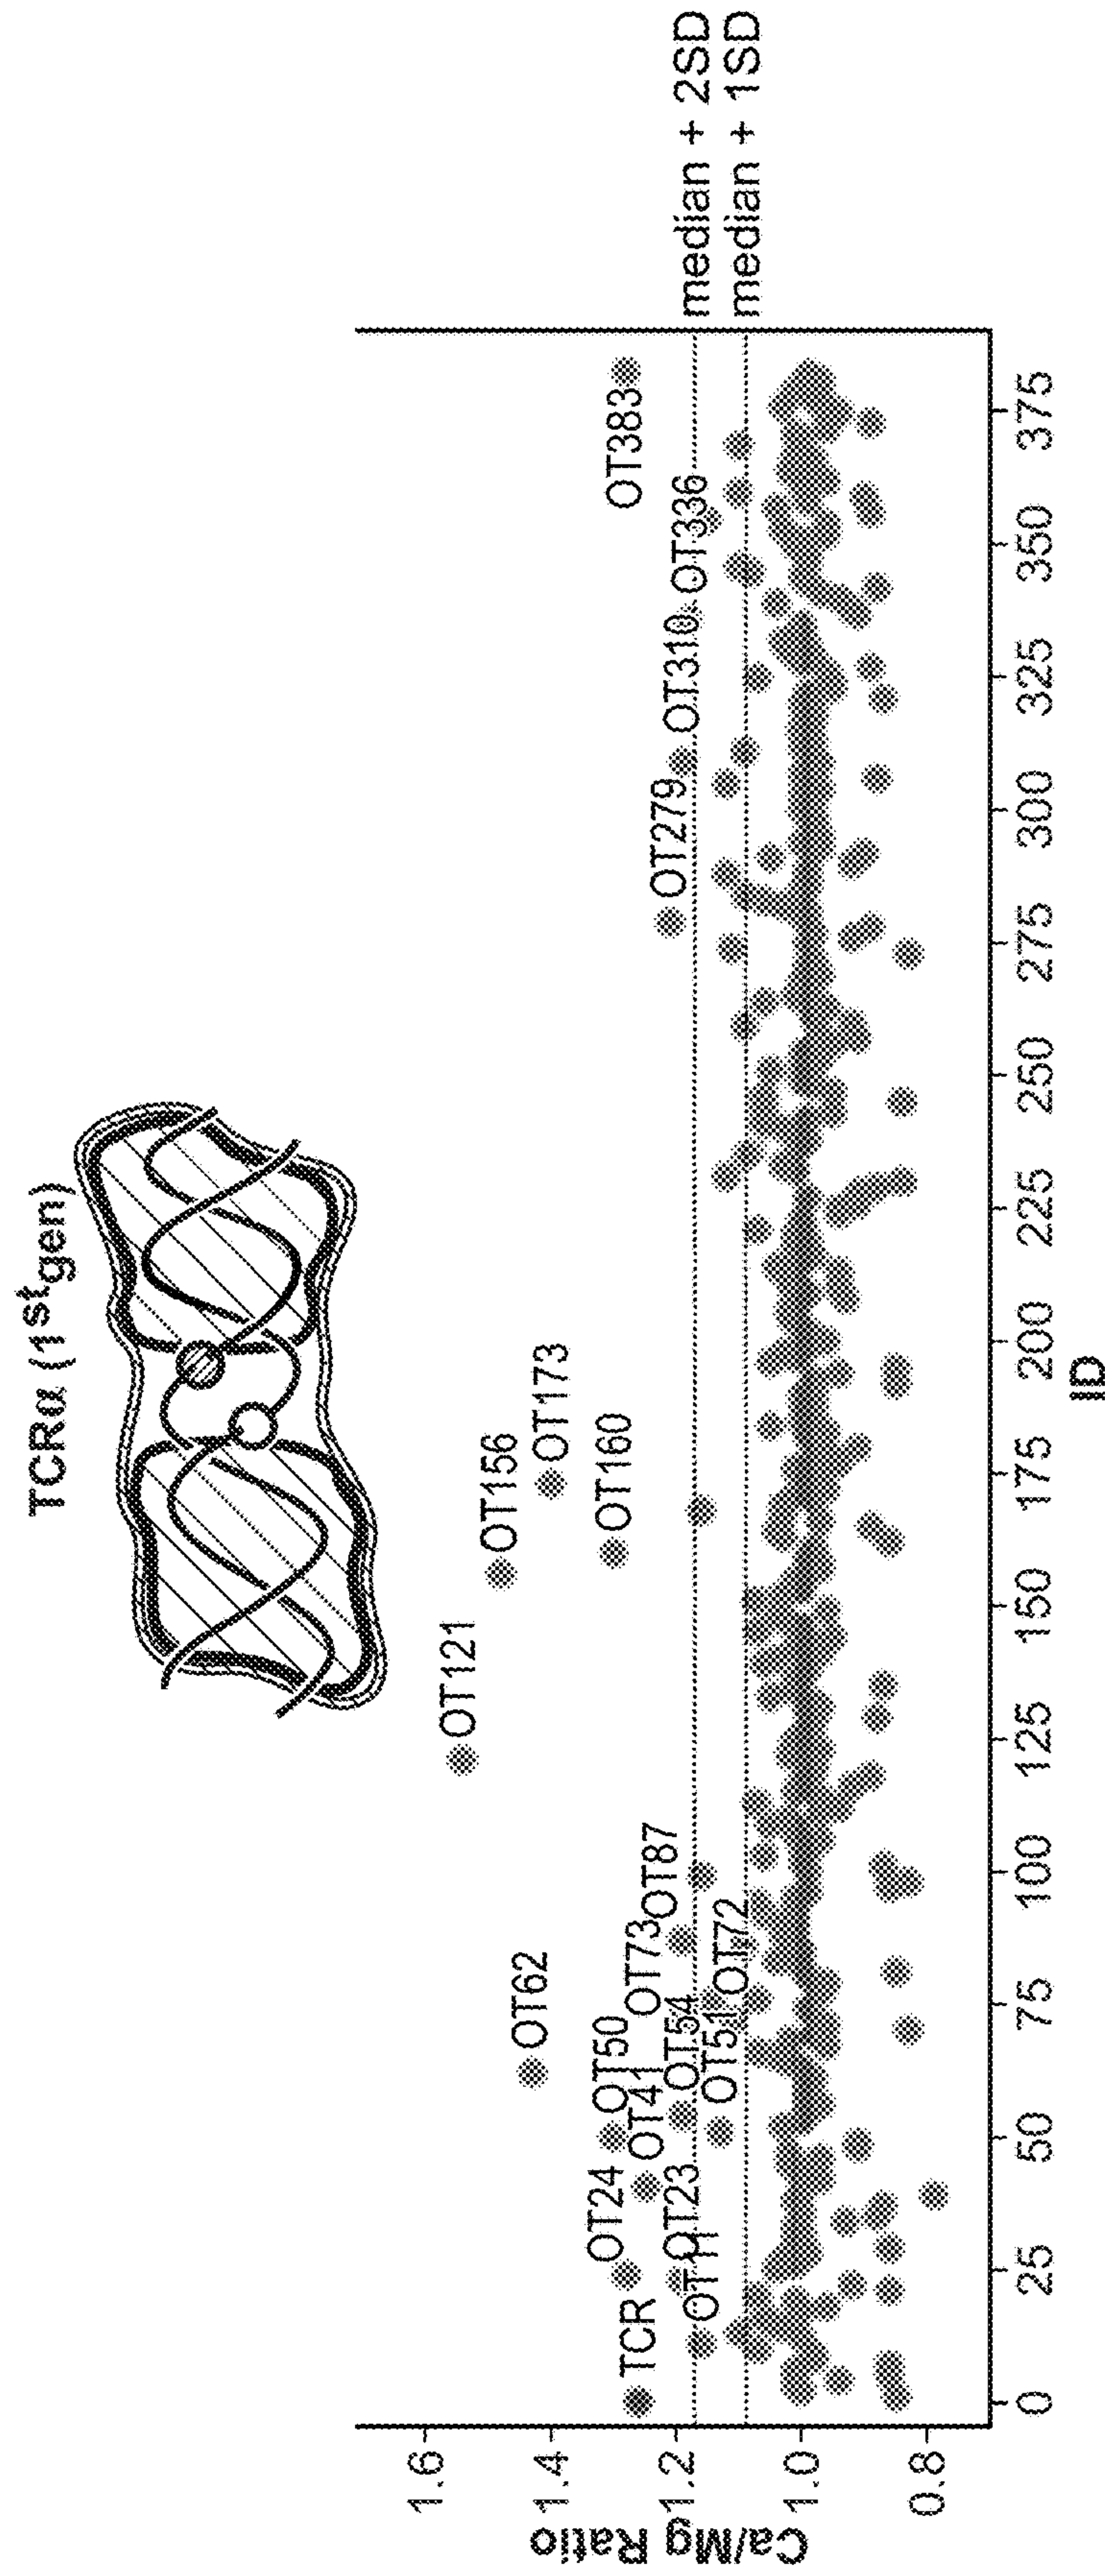 TCRα (1st gen)
Ca/Mg Ratio
1.6
1.4
1.2
1.0
0.8
TCR
OT11
OT23
OT24
OT41
OT50
OT51
OT54
OT62
OT72
OT73
OT87
OT121
OT156
OT160
OT173
OT279
OT310
OT336
OT383
median + 2SD
median + 1SD
0 25 50 75 100 125 150 175 200 225 250 275 300 325 350 375
ID